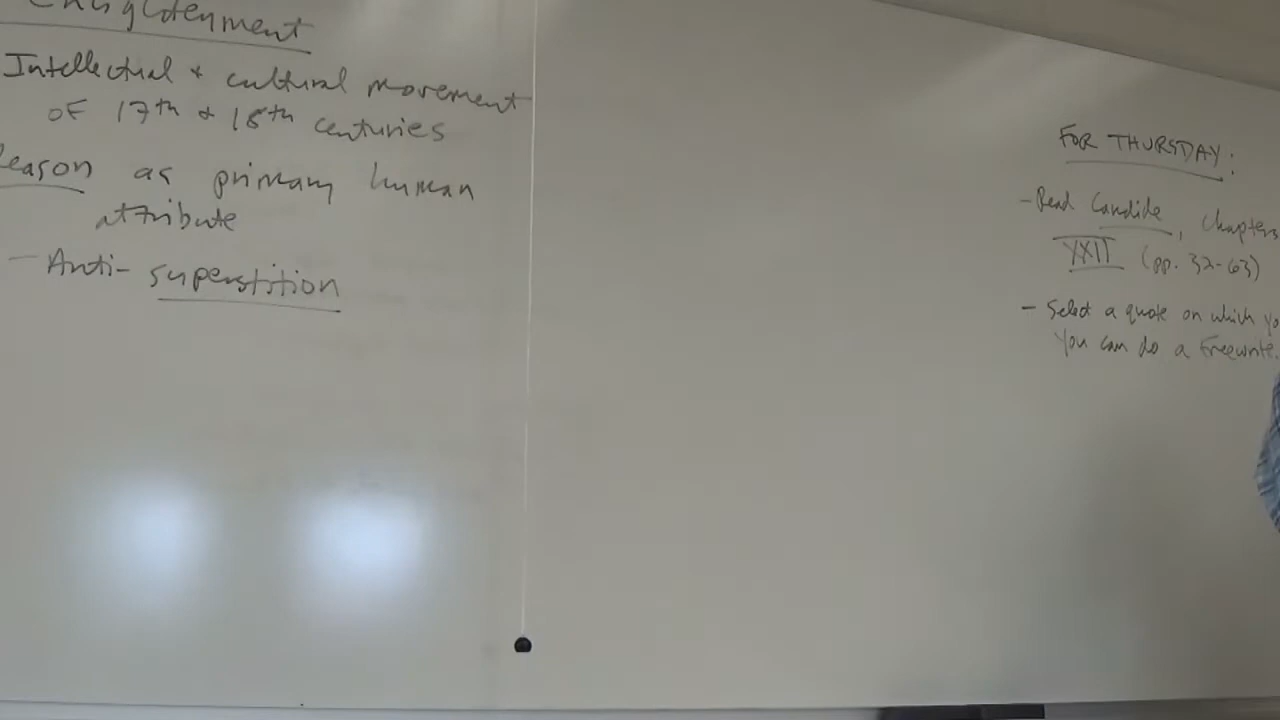 Enlightenment
Intellectual + cultural movement
of 17th + 18th centuries
Reason as primary human
attribute
- Anti-superstition
FOR THURSDAY:
- Read Candide, Chapters
XXII (pp. 32-63)
- Select a quote on which yo
you can do a freewrite.